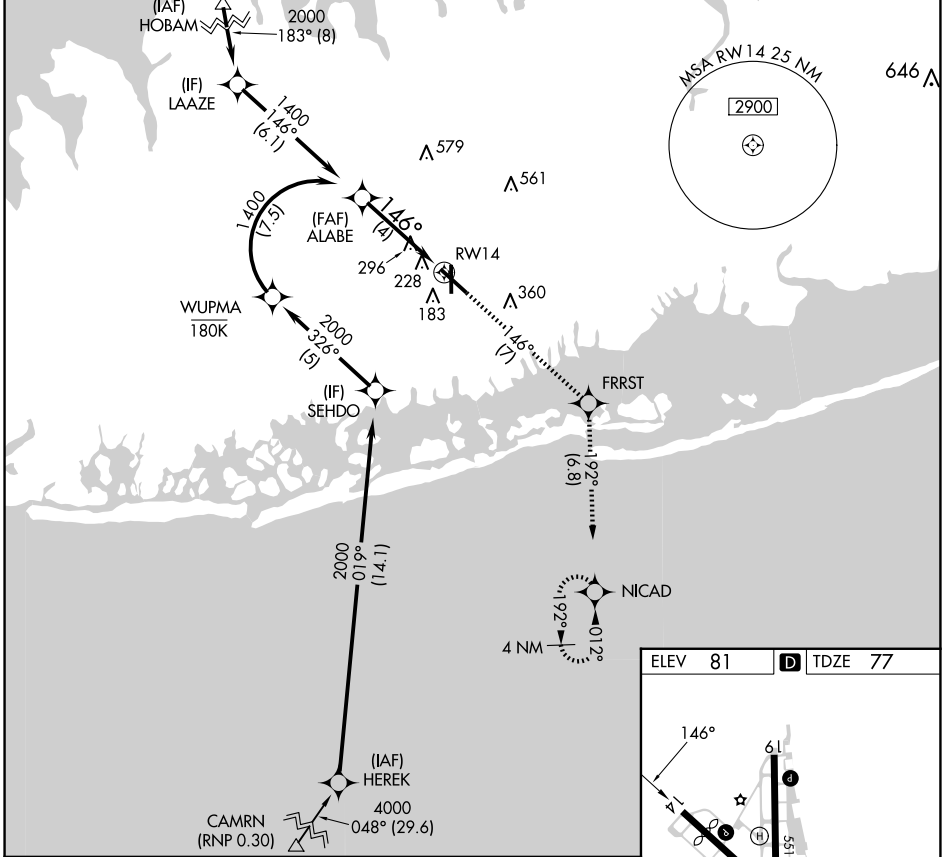 (IAF)
HOBAM
2000
183° (8)
(IF)
LAAZE
1400
146°
(6.1)
MSA RW14 25 NM
2900
646
579
561
1400
(7.5)
(FAF)
ALABE
146°
(4)
296
228
183
RW14
360
WUPMA
180K
2000
326°
(5)
(IF)
SEHDO
146°
(7)
FRRST
192°
(6.8)
2000
019°
(14.1)
NICAD
192°
012°
4 NM
(IAF)
HEREK
4000
048° (29.6)
CAMRN
(RNP 0.30)
ELEV 81 D TDZE 77
146°
19
14
P
P
H